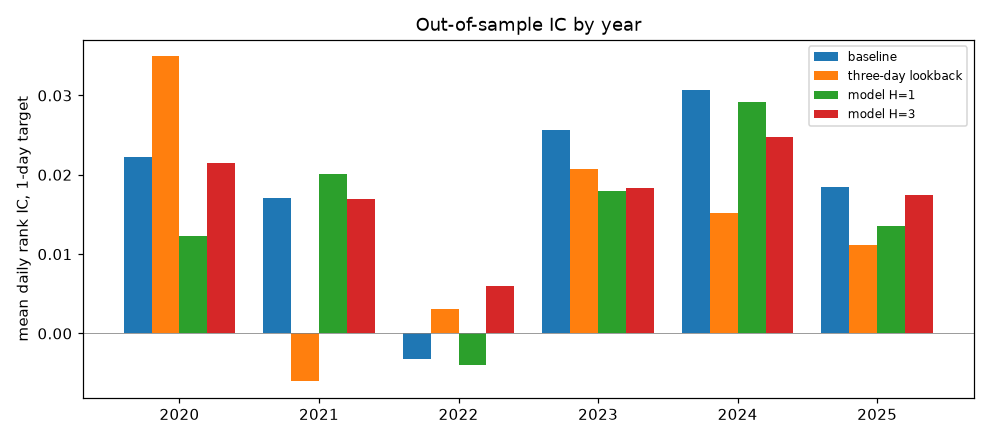 Out-of-sample IC by year
mean daily rank IC, 1-day target
0.03
0.02
0.01
0.00
baseline
three-day lookback
model H=1
model H=3
2020 2021 2022 2023 2024 2025